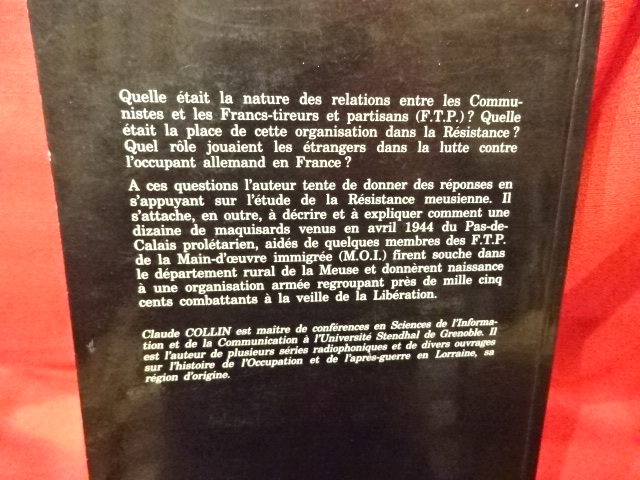 Quelle était la nature des relations entre les Commu-
nistes et les Francs-tireurs et partisans (F.T.P.) ? Quelle
était la place de cette organisation dans la Résistance ?
Quel rôle jouaient les étrangers dans la lutte contre
l'occupant allemand en France ?
A ces questions l'auteur tente de donner des réponses en
s'appuyant sur l'étude de la Résistance meusienne. Il
s'attache, en outre, à décrire et à expliquer comment une
dizaine de maquisards venus en avril 1944 du Pas-de-
Calais prolétarien, aidés de quelques membres des F.T.P.
de la Main-d'œuvre immigrée (M.O.I.) firent souche dans
le département rural de la Meuse et donnèrent naissance
à une organisation armée regroupant près de mille cinq
cents combattants à la veille de la Libération.
Claude COLLIN est maitre de conférences en Sciences de l'Informa-
tion et de la Communication à l'Université Stendhal de Grenoble. Il
est l'auteur de plusieurs séries radiophoniques et de divers ouvrages
sur l'histoire de l'Occupation et de l'après-guerre en Lorraine, sa
région d'origine.